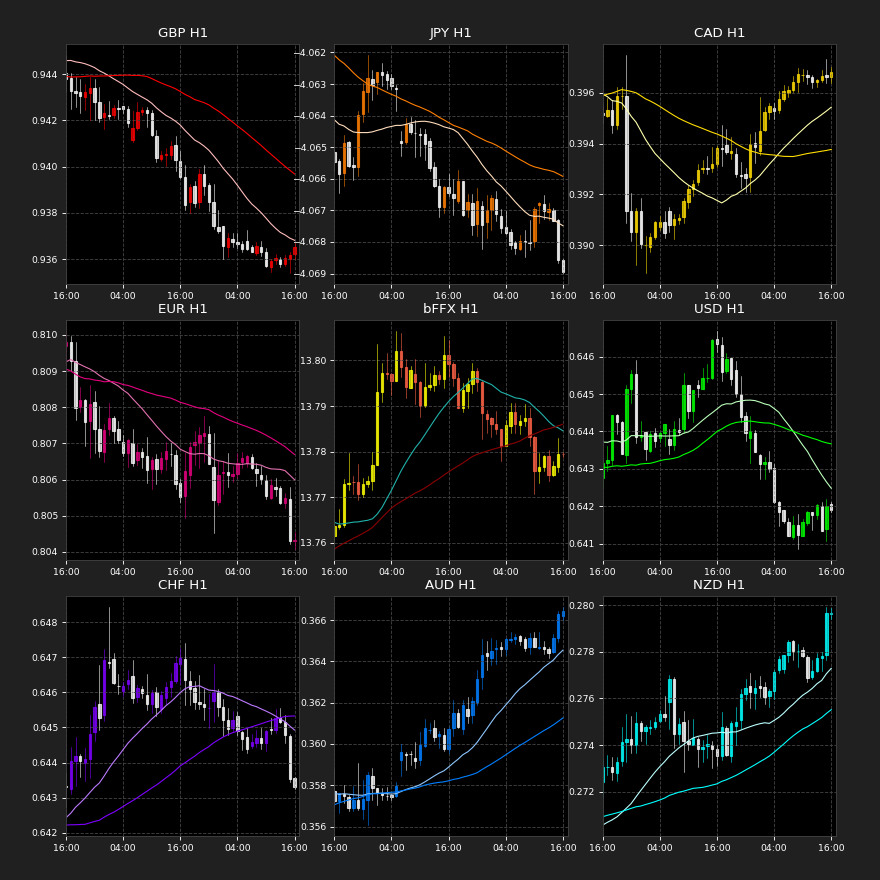 GBP H1
0.944
0.942
0.940
0.938
0.936
16:00 04:00 16:00 04:00 16:00
JPY H1
−4.062
−4.063
−4.064
−4.065
−4.066
−4.067
−4.068
−4.069
16:00 04:00 16:00 04:00 16:00
CAD H1
0.396
0.394
0.392
0.390
16:00 04:00 16:00 04:00 16:00
EUR H1
0.810
0.809
0.808
0.807
0.806
0.805
0.804
16:00 04:00 16:00 04:00 16:00
bFFX H1
13.80
13.79
13.78
13.77
13.76
16:00 04:00 16:00 04:00 16:00
USD H1
0.646
0.645
0.644
0.643
0.642
0.641
16:00 04:00 16:00 04:00 16:00
CHF H1
0.648
0.647
0.646
0.645
0.644
0.643
0.642
16:00 04:00 16:00 04:00 16:00
AUD H1
0.366
0.364
0.362
0.360
0.358
0.356
16:00 04:00 16:00 04:00 16:00
NZD H1
0.280
0.278
0.276
0.274
0.272
16:00 04:00 16:00 04:00 16:00